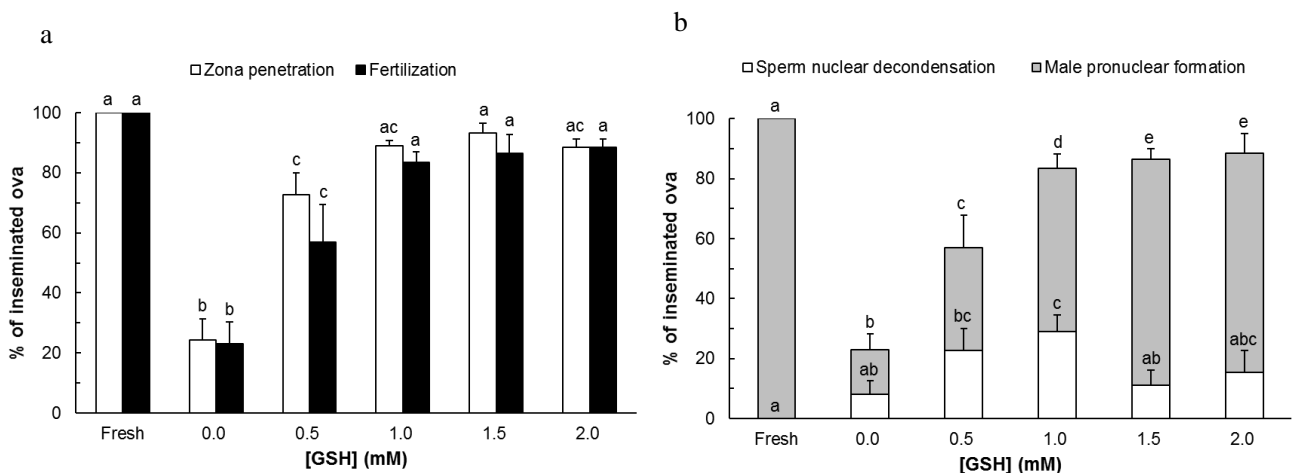 a
Zona penetration Fertilization
% of inseminated ova
100
80
60
40
20
0
a a
b b
c c
ac a
a a
ac a
Fresh 0.0 0.5 1.0 1.5 2.0
[GSH] (mM)
b
Sperm nuclear decondensation Male pronuclear formation
% of inseminated ova
100
80
60
40
20
0
a
b
c
d
e
e
a
ab
bc
c
ab
abc
Fresh 0.0 0.5 1.0 1.5 2.0
[GSH] (mM)